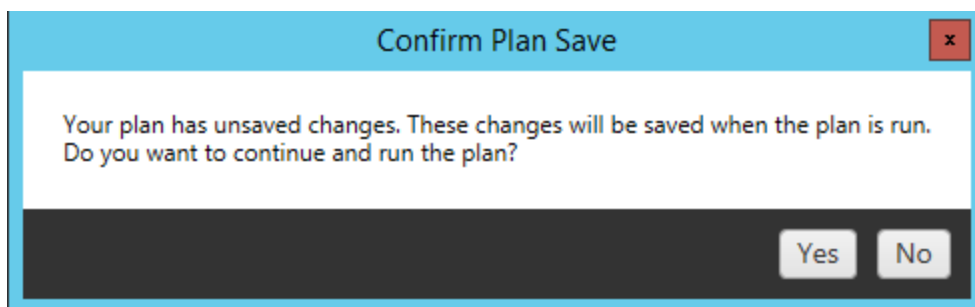 Confirm Plan Save
x
Your plan has unsaved changes. These changes will be saved when the plan is run.
Do you want to continue and run the plan?
Yes No